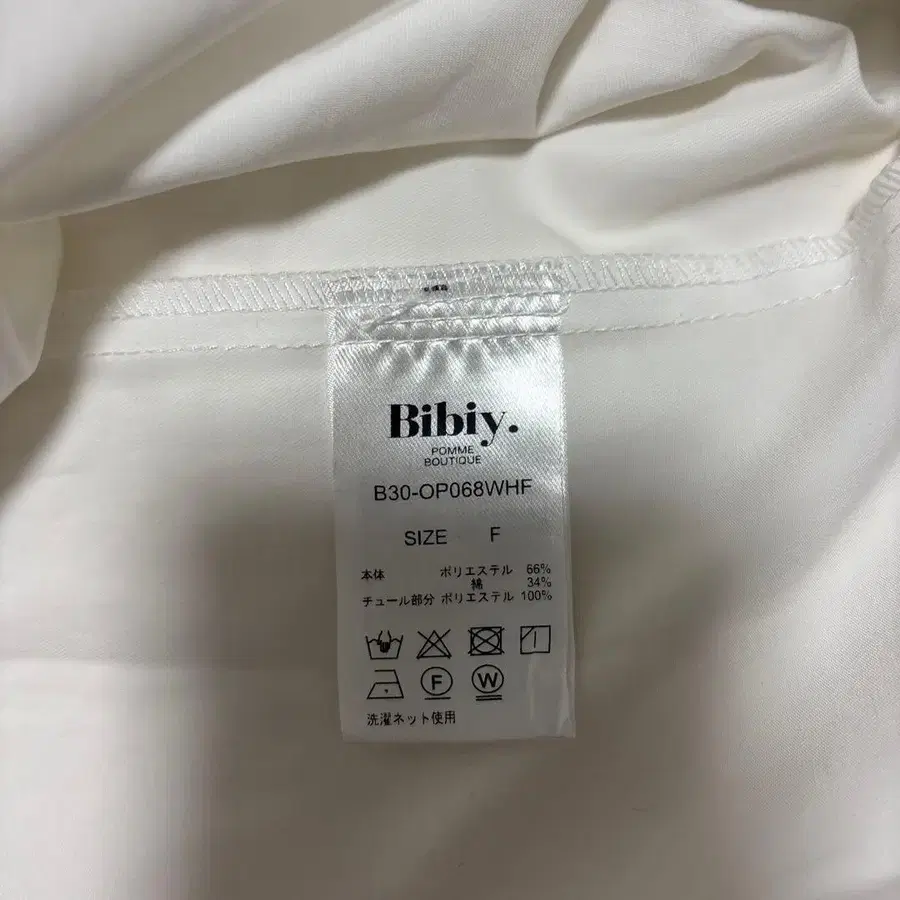 Bibiy.
POMME
BOUTIQUE
B30-OP068WHF
SIZE F
本体 ポリエステル 66%
綿 34%
チュール部分 ポリエステル 100%
F W
洗濯ネット使用